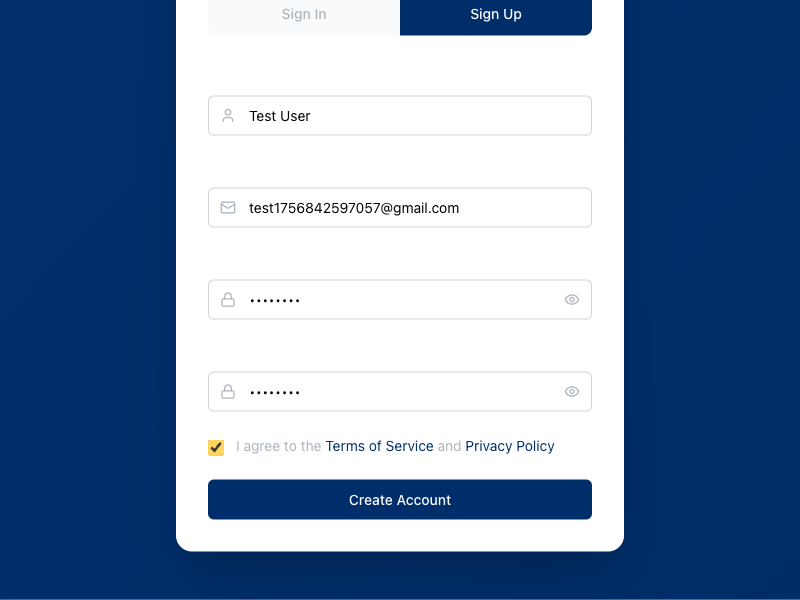 Sign In
Sign Up
Test User
test1756842597057@gmail.com
••••••••
••••••••
I agree to the Terms of Service and Privacy Policy
Create Account